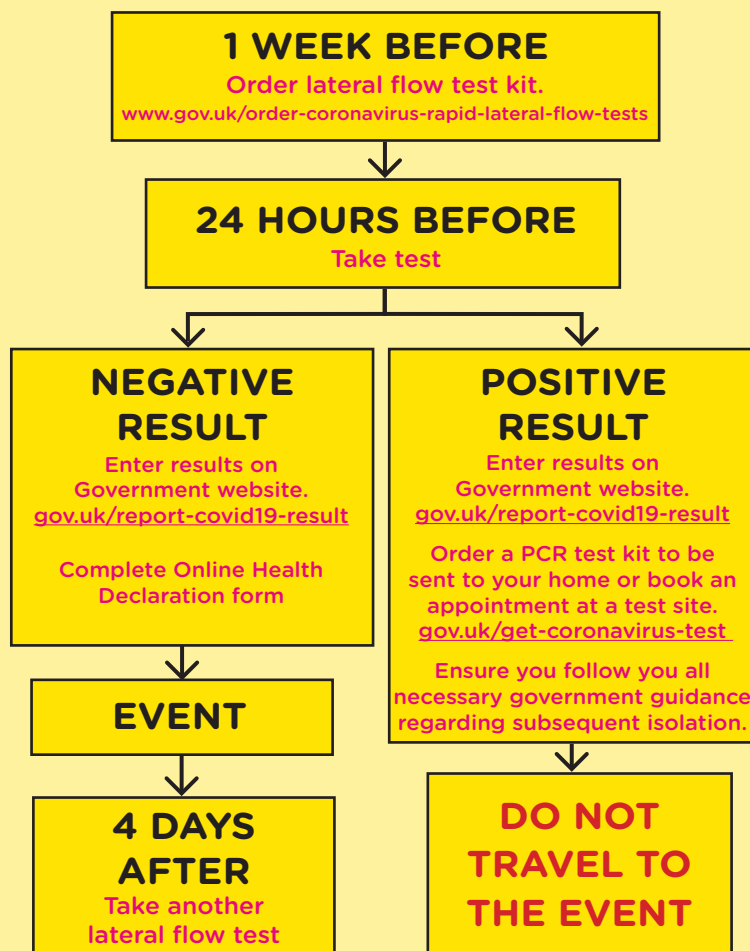 1 WEEK BEFORE
Order lateral flow test kit.
www.gov.uk/order-coronavirus-rapid-lateral-flow-tests
24 HOURS BEFORE
Take test
NEGATIVE
RESULT
Enter results on
Government website.
gov.uk/report-covid19-result
Complete Online Health
Declaration form
EVENT
4 DAYS
AFTER
Take another
lateral flow test
POSITIVE
RESULT
Enter results on
Government website.
gov.uk/report-covid19-result
Order a PCR test kit to be
sent to your home or book an
appointment at a test site.
gov.uk/get-coronavirus-test
Ensure you follow you all
necessary government guidance
regarding subsequent isolation.
DO NOT
TRAVEL TO
THE EVENT